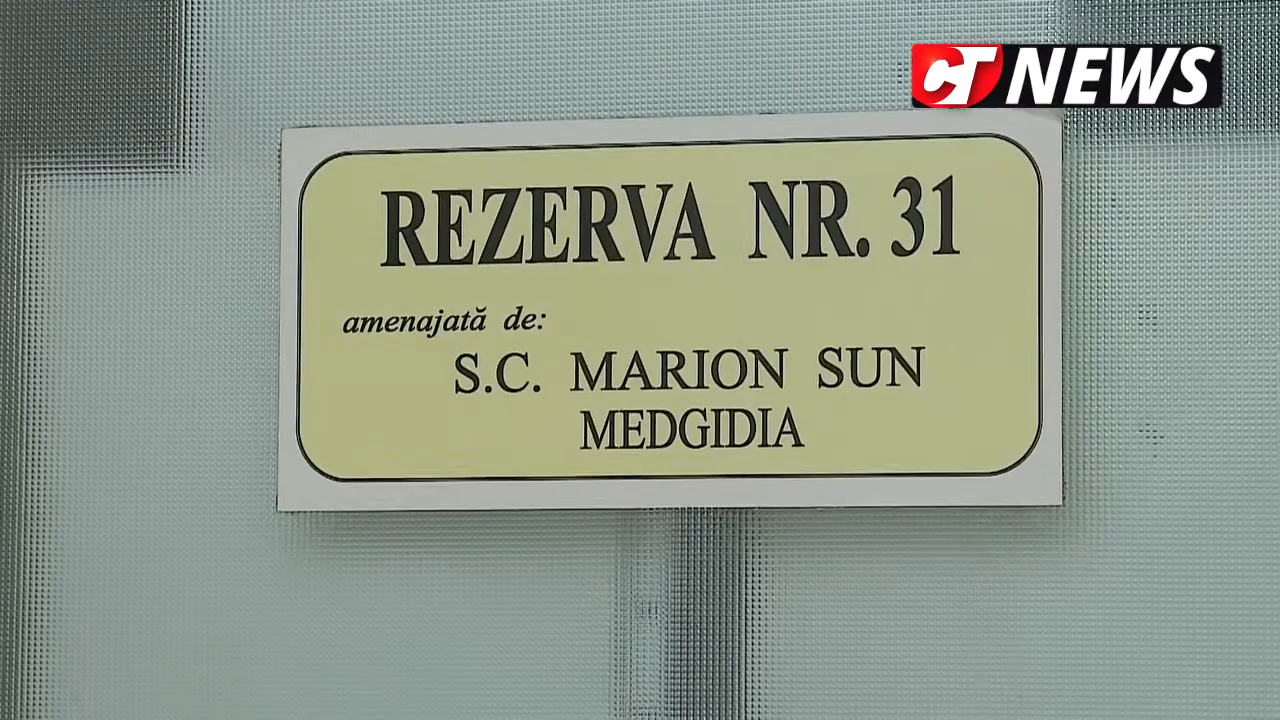 CT NEWS
REZERVA NR. 31
amenajată de:
S.C. MARION SUN
MEDGIDIA